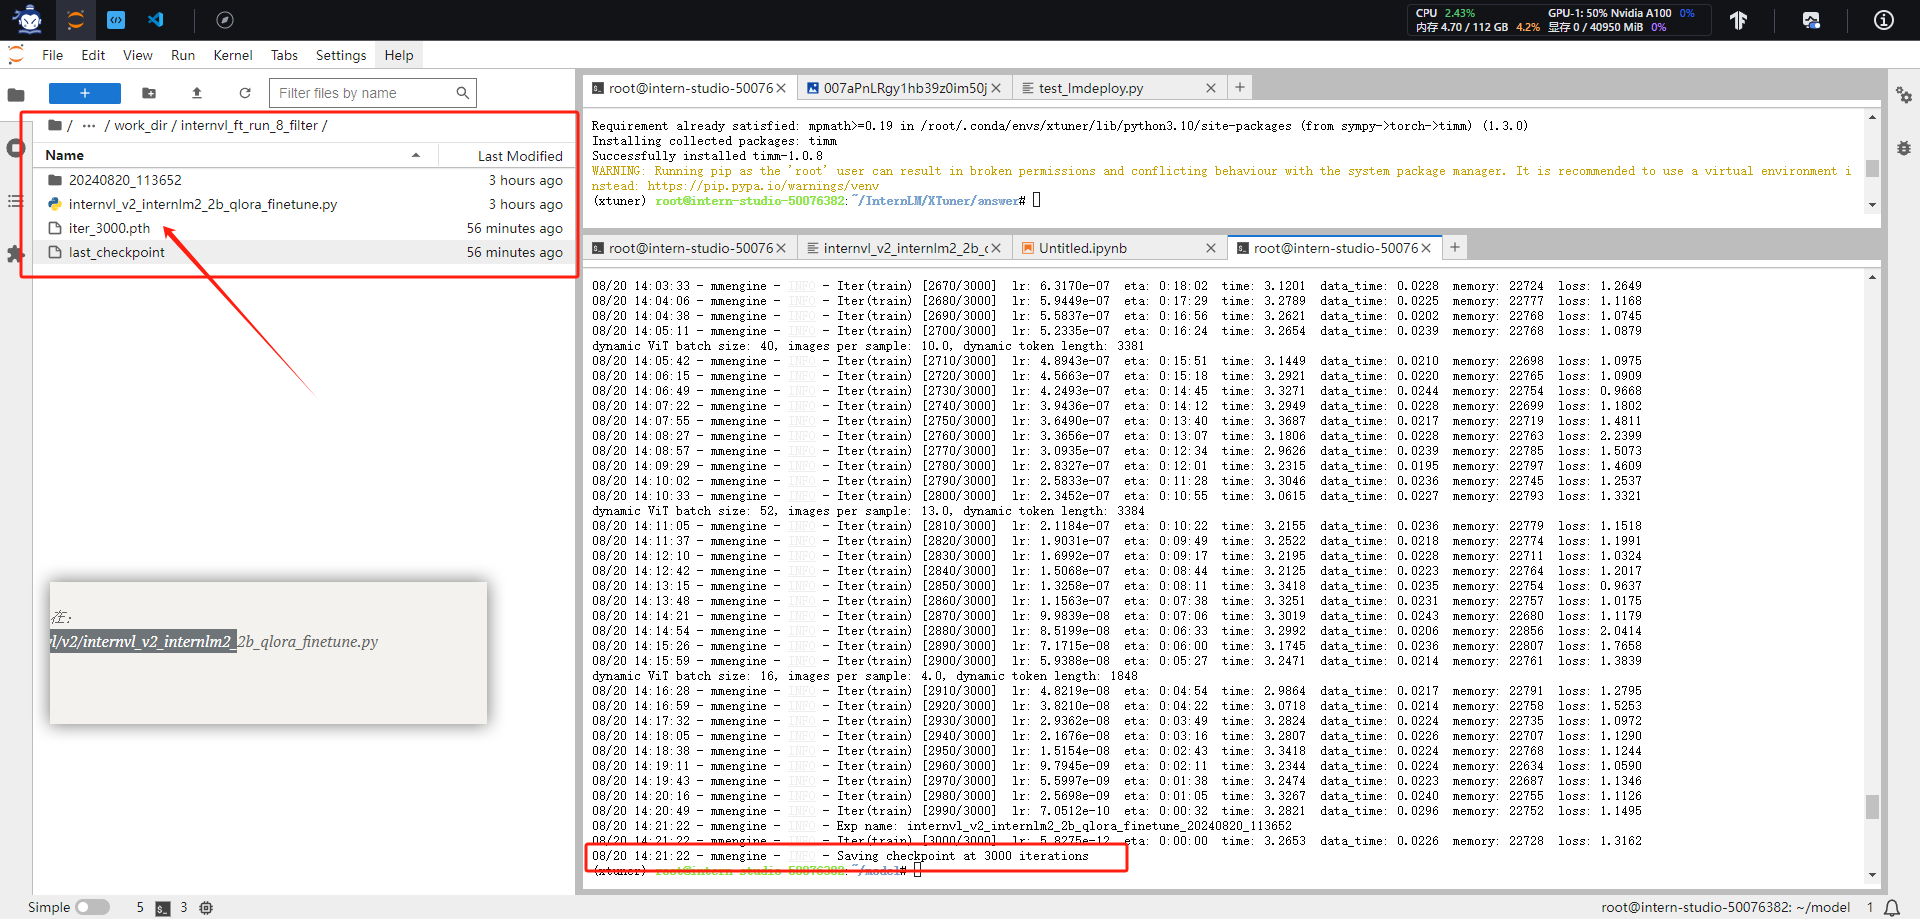 CPU 2.43% GPU-1: 50% Nvidia A100 0%
内存 4.70 / 112 GB 4.2% 显存 0 / 40950 MiB 0%
File Edit View Run Kernel Tabs Settings Help
+
Filter files by name
/ ··· / work_dir / internvl_ft_run_8_filter /
Name Last Modified
20240820_113652 3 hours ago
internvl_v2_internlm2_2b_qlora_finetune.py 3 hours ago
iter_3000.pth 56 minutes ago
last_checkpoint 56 minutes ago
在：
vl/v2/internvl_v2_internlm2_2b_qlora_finetune.py
root@intern-studio-50076 007aPnLRgy1hb39z0im50j test_lmdeploy.py
Requirement already satisfied: mpmath>=0.19 in /root/.conda/envs/xtuner/lib/python3.10/site-packages (from sympy->torch->timm) (1.3.0)
Installing collected packages: timm
Successfully installed timm-1.0.8
WARNING: Running pip as the 'root' user can result in broken permissions and conflicting behaviour with the system package manager. It is recommended to use a virtual environment i
nstead: https://pip.pypa.io/warnings/venv
(xtuner) root@intern-studio-50076382:~/InternLM/XTuner/answer#
root@intern-studio-50076 internvl_v2_internlm2_2b_c Untitled.ipynb root@intern-studio-50076
08/20 14:03:33 - mmengine - INFO - Iter(train) [2670/3000] lr: 6.3170e-07 eta: 0:18:02 time: 3.1201 data_time: 0.0228 memory: 22724 loss: 1.2649
08/20 14:04:06 - mmengine - INFO - Iter(train) [2680/3000] lr: 5.9449e-07 eta: 0:17:29 time: 3.2789 data_time: 0.0225 memory: 22777 loss: 1.1168
08/20 14:04:38 - mmengine - INFO - Iter(train) [2690/3000] lr: 5.5837e-07 eta: 0:16:56 time: 3.2621 data_time: 0.0202 memory: 22768 loss: 1.0745
08/20 14:05:11 - mmengine - INFO - Iter(train) [2700/3000] lr: 5.2335e-07 eta: 0:16:24 time: 3.2654 data_time: 0.0239 memory: 22768 loss: 1.0879
dynamic ViT batch size: 40, images per sample: 10.0, dynamic token length: 3381
08/20 14:05:42 - mmengine - INFO - Iter(train) [2710/3000] lr: 4.8943e-07 eta: 0:15:51 time: 3.1449 data_time: 0.0210 memory: 22698 loss: 1.0975
08/20 14:06:15 - mmengine - INFO - Iter(train) [2720/3000] lr: 4.5663e-07 eta: 0:15:18 time: 3.2921 data_time: 0.0220 memory: 22765 loss: 1.0909
08/20 14:06:49 - mmengine - INFO - Iter(train) [2730/3000] lr: 4.2493e-07 eta: 0:14:45 time: 3.3271 data_time: 0.0244 memory: 22754 loss: 0.9668
08/20 14:07:22 - mmengine - INFO - Iter(train) [2740/3000] lr: 3.9436e-07 eta: 0:14:12 time: 3.2949 data_time: 0.0228 memory: 22699 loss: 1.1802
08/20 14:07:55 - mmengine - INFO - Iter(train) [2750/3000] lr: 3.6490e-07 eta: 0:13:40 time: 3.3687 data_time: 0.0217 memory: 22719 loss: 1.4811
08/20 14:08:27 - mmengine - INFO - Iter(train) [2760/3000] lr: 3.3656e-07 eta: 0:13:07 time: 3.1806 data_time: 0.0228 memory: 22763 loss: 2.2399
08/20 14:08:57 - mmengine - INFO - Iter(train) [2770/3000] lr: 3.0935e-07 eta: 0:12:34 time: 2.9626 data_time: 0.0239 memory: 22785 loss: 1.5073
08/20 14:09:29 - mmengine - INFO - Iter(train) [2780/3000] lr: 2.8327e-07 eta: 0:12:01 time: 3.2315 data_time: 0.0195 memory: 22797 loss: 1.4609
08/20 14:10:02 - mmengine - INFO - Iter(train) [2790/3000] lr: 2.5833e-07 eta: 0:11:28 time: 3.3046 data_time: 0.0236 memory: 22745 loss: 1.2537
08/20 14:10:33 - mmengine - INFO - Iter(train) [2800/3000] lr: 2.3452e-07 eta: 0:10:55 time: 3.0615 data_time: 0.0227 memory: 22793 loss: 1.3321
dynamic ViT batch size: 52, images per sample: 13.0, dynamic token length: 3384
08/20 14:11:05 - mmengine - INFO - Iter(train) [2810/3000] lr: 2.1184e-07 eta: 0:10:22 time: 3.2155 data_time: 0.0236 memory: 22779 loss: 1.1518
08/20 14:11:37 - mmengine - INFO - Iter(train) [2820/3000] lr: 1.9031e-07 eta: 0:09:49 time: 3.2522 data_time: 0.0218 memory: 22774 loss: 1.1991
08/20 14:12:10 - mmengine - INFO - Iter(train) [2830/3000] lr: 1.6992e-07 eta: 0:09:17 time: 3.2195 data_time: 0.0228 memory: 22711 loss: 1.0324
08/20 14:12:42 - mmengine - INFO - Iter(train) [2840/3000] lr: 1.5068e-07 eta: 0:08:44 time: 3.2125 data_time: 0.0223 memory: 22764 loss: 1.2017
08/20 14:13:15 - mmengine - INFO - Iter(train) [2850/3000] lr: 1.3258e-07 eta: 0:08:11 time: 3.3418 data_time: 0.0235 memory: 22754 loss: 0.9637
08/20 14:13:48 - mmengine - INFO - Iter(train) [2860/3000] lr: 1.1563e-07 eta: 0:07:38 time: 3.3251 data_time: 0.0231 memory: 22757 loss: 1.0175
08/20 14:14:21 - mmengine - INFO - Iter(train) [2870/3000] lr: 9.9839e-08 eta: 0:07:06 time: 3.3019 data_time: 0.0243 memory: 22680 loss: 1.1179
08/20 14:14:54 - mmengine - INFO - Iter(train) [2880/3000] lr: 8.5199e-08 eta: 0:06:33 time: 3.2992 data_time: 0.0206 memory: 22856 loss: 2.0414
08/20 14:15:26 - mmengine - INFO - Iter(train) [2890/3000] lr: 7.1715e-08 eta: 0:06:00 time: 3.1745 data_time: 0.0236 memory: 22807 loss: 1.7658
08/20 14:15:59 - mmengine - INFO - Iter(train) [2900/3000] lr: 5.9388e-08 eta: 0:05:27 time: 3.2471 data_time: 0.0214 memory: 22761 loss: 1.3839
dynamic ViT batch size: 16, images per sample: 4.0, dynamic token length: 1848
08/20 14:16:28 - mmengine - INFO - Iter(train) [2910/3000] lr: 4.8219e-08 eta: 0:04:54 time: 2.9864 data_time: 0.0217 memory: 22791 loss: 1.2795
08/20 14:16:59 - mmengine - INFO - Iter(train) [2920/3000] lr: 3.8210e-08 eta: 0:04:22 time: 3.0718 data_time: 0.0214 memory: 22758 loss: 1.5253
08/20 14:17:32 - mmengine - INFO - Iter(train) [2930/3000] lr: 2.9362e-08 eta: 0:03:49 time: 3.2824 data_time: 0.0224 memory: 22735 loss: 1.0972
08/20 14:18:05 - mmengine - INFO - Iter(train) [2940/3000] lr: 2.1676e-08 eta: 0:03:16 time: 3.2807 data_time: 0.0226 memory: 22707 loss: 1.1290
08/20 14:18:38 - mmengine - INFO - Iter(train) [2950/3000] lr: 1.5154e-08 eta: 0:02:43 time: 3.3418 data_time: 0.0224 memory: 22768 loss: 1.1244
08/20 14:19:11 - mmengine - INFO - Iter(train) [2960/3000] lr: 9.7945e-09 eta: 0:02:11 time: 3.2344 data_time: 0.0224 memory: 22634 loss: 1.0590
08/20 14:19:43 - mmengine - INFO - Iter(train) [2970/3000] lr: 5.5997e-09 eta: 0:01:38 time: 3.2474 data_time: 0.0223 memory: 22687 loss: 1.1346
08/20 14:20:16 - mmengine - INFO - Iter(train) [2980/3000] lr: 2.5698e-09 eta: 0:01:05 time: 3.3267 data_time: 0.0240 memory: 22755 loss: 1.1126
08/20 14:20:49 - mmengine - INFO - Iter(train) [2990/3000] lr: 7.0512e-10 eta: 0:00:32 time: 3.2821 data_time: 0.0296 memory: 22752 loss: 1.1495
08/20 14:21:22 - mmengine - INFO - Exp name: internvl_v2_internlm2_2b_qlora_finetune_20240820_113652
08/20 14:21:22 - mmengine - INFO - Iter(train) [3000/3000] lr: 5.8275e-12 eta: 0:00:00 time: 3.2653 data_time: 0.0226 memory: 22728 loss: 1.3162
08/20 14:21:22 - mmengine - INFO - Saving checkpoint at 3000 iterations
(xtuner) root@intern-studio-50076382:~/model#
Simple 5 3 root@intern-studio-50076382: ~/model 1